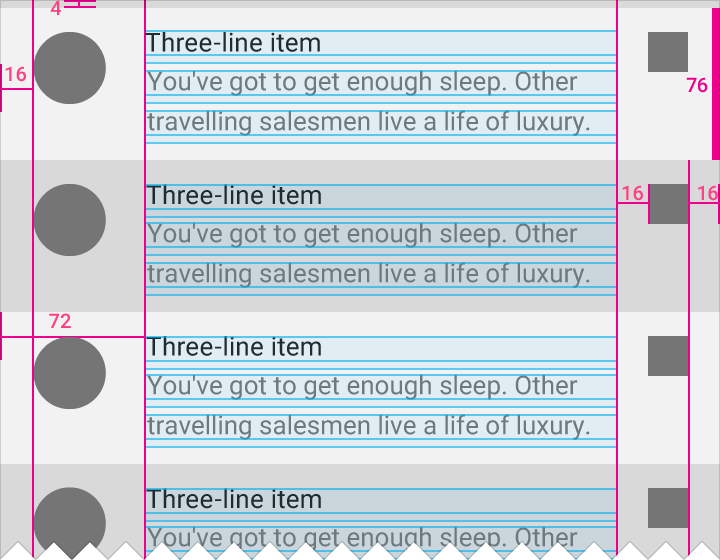 4
Three-line item
16
You've got to get enough sleep. Other
76
travelling salesmen live a life of luxury.
Three-line item
16
16
You've got to get enough sleep. Other
travelling salesmen live a life of luxury.
72
Three-line item
You've got to get enough sleep. Other
travelling salesmen live a life of luxury.
Three-line item
You've got to get enough sleep. Other